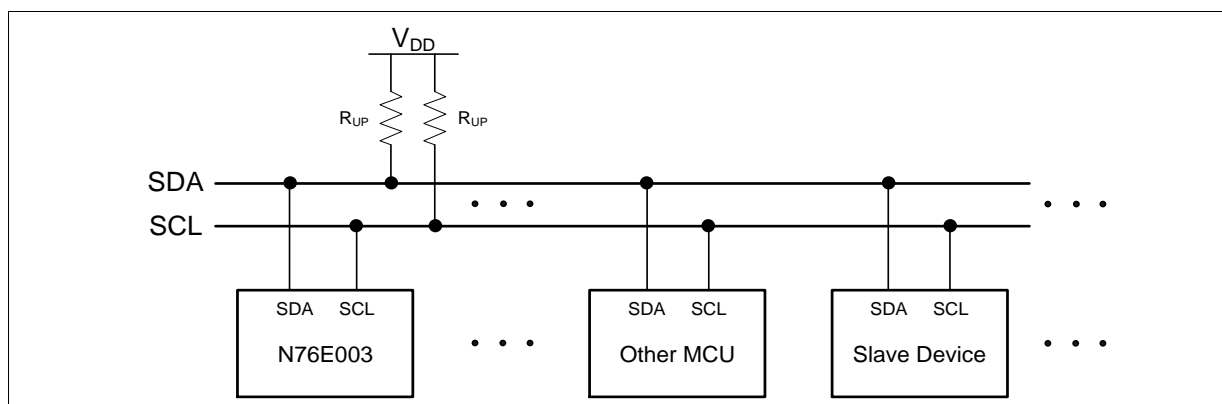 VDD
RUP RUP
SDA
SCL
SDA SCL SDA SCL SDA SCL
N76E003 Other MCU Slave Device